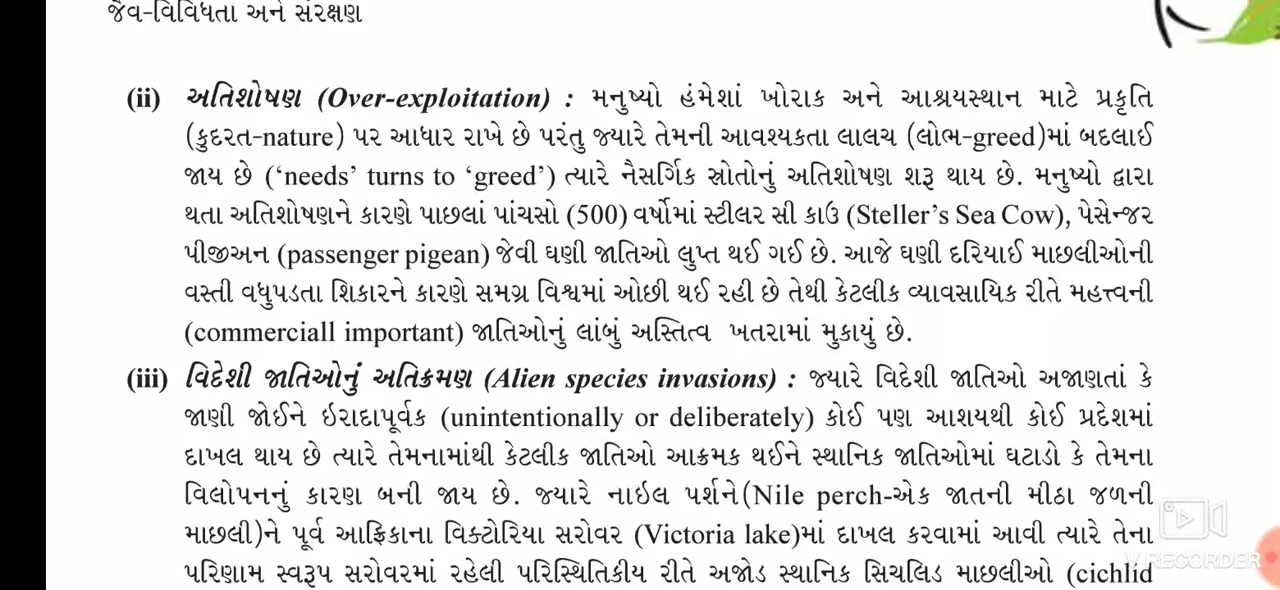 જૈવ-વિવિધતા અને સંરક્ષણ
(ii) અતિશોષણ (Over-exploitation) : મનુષ્યો હંમેશાં ખોરાક અને આશ્રયસ્થાન માટે પ્રકૃતિ
(કુદરત-nature) પર આધાર રાખે છે પરંતુ જ્યારે તેમની આવશ્યકતા લાલચ (લોભ-greed)માં બદલાઈ
જાય છે (‘needs’ turns to ‘greed’) ત્યારે નૈસર્ગિક સ્રોતોનું અતિશોષણ શરૂ થાય છે. મનુષ્યો દ્વારા
થતા અતિશોષણને કારણે પાછલાં પાંચસો (500) વર્ષોમાં સ્ટીલર સી કાઉ (Steller's Sea Cow), પેસેન્જર
પીજીઅન (passenger pigean) જેવી ઘણી જાતિઓ લુપ્ત થઈ ગઈ છે. આજે ઘણી દરિયાઈ માછલીઓની
વસ્તી વધુપડતા શિકારને કારણે સમગ્ર વિશ્વમાં ઓછી થઈ રહી છે તેથી કેટલીક વ્યાવસાયિક રીતે મહત્ત્વની
(commerciall important) જાતિઓનું લાંબું અસ્તિત્વ ખતરામાં મુકાયું છે.
(iii) વિદેશી જાતિઓનું અતિક્રમણ (Alien species invasions) : જ્યારે વિદેશી જાતિઓ અજાણતાં કે
જાણી જોઈને ઇરાદાપૂર્વક (unintentionally or deliberately) કોઈ પણ આશયથી કોઈ પ્રદેશમાં
દાખલ થાય છે ત્યારે તેમનામાંથી કેટલીક જાતિઓ આક્રમક થઈને સ્થાનિક જાતિઓમાં ઘટાડો કે તેમના
વિલોપનનું કારણ બની જાય છે. જ્યારે નાઇલ પર્શને(Nile perch-એક જાતની મીઠા જળની
માછલી)ને પૂર્વ આફ્રિકાના વિક્ટોરિયા સરોવર (Victoria lake)માં દાખલ કરવામાં આવી ત્યારે તેના
પરિણામ સ્વરૂપ સરોવરમાં રહેલી પરિસ્થિતિકીય રીતે અજોડ સ્થાનિક સિચલિડ માછલીઓ (cichlid
V RECORDER